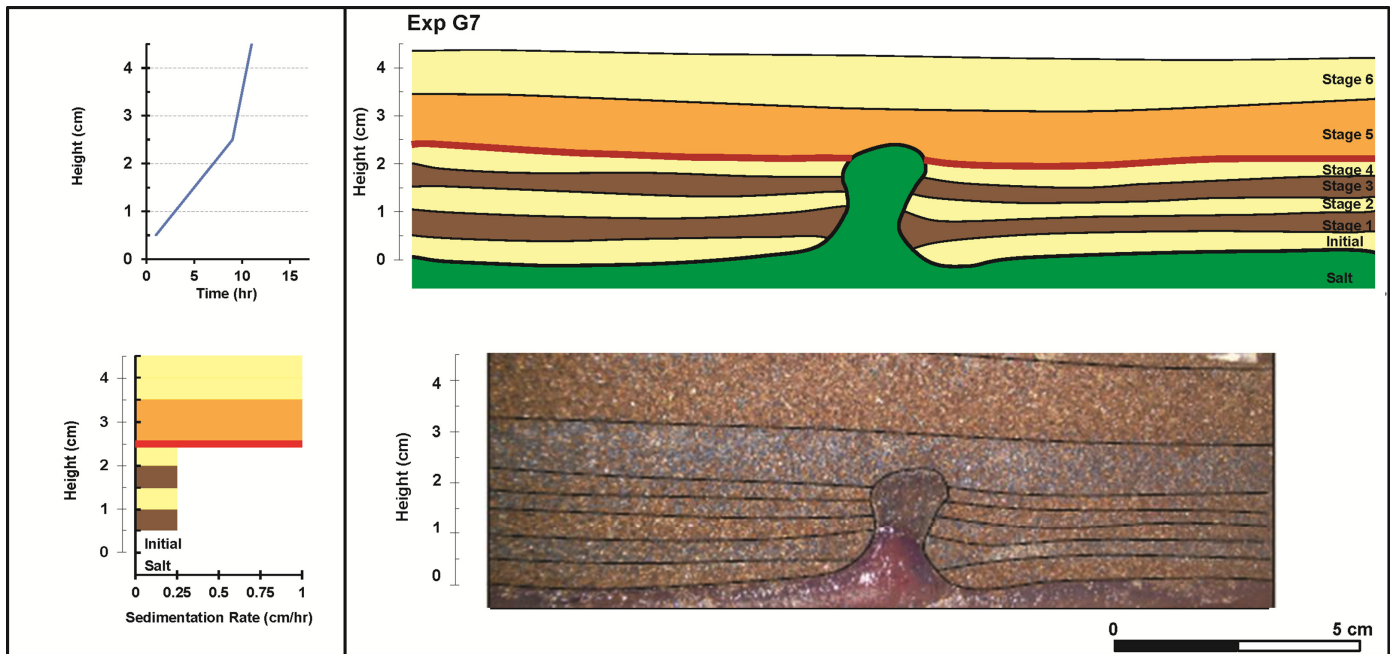 Exp G7
Height (cm)
4
3
2
1
0
0
5
10
15
Time (hr)
Height (cm)
4
3
2
1
0
Stage 6
Stage 5
Stage 4
Stage 3
Stage 2
Stage 1
Initial
Salt
Height (cm)
4
3
2
1
0
Initial
Salt
0
0.25
0.5
0.75
1
Sedimentation Rate (cm/hr)
Height (cm)
4
3
2
1
0
0
5 cm